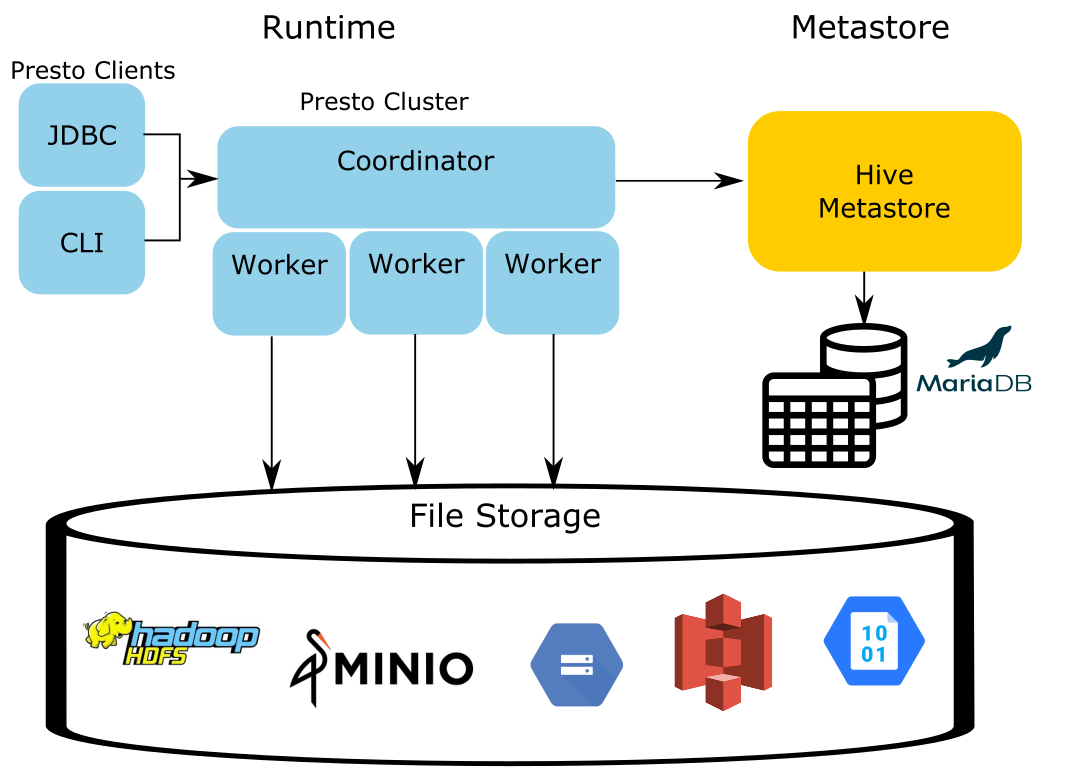 Runtime
Metastore
Presto Clients
JDBC
CLI
Presto Cluster
Coordinator
Worker
Worker
Worker
Hive
Metastore
MariaDB
File Storage
hadoop
HDFS
MINIO
10
01